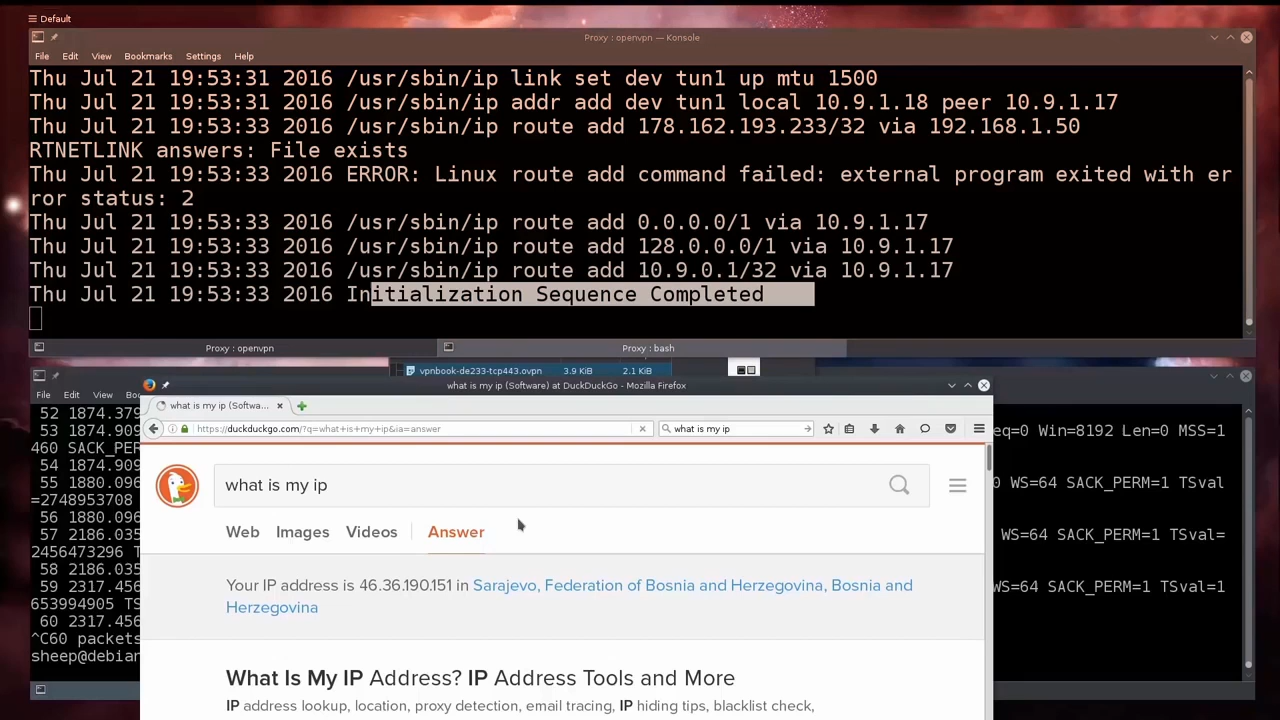 Default
Proxy : openvpn — Konsole
File Edit View Bookmarks Settings Help
Thu Jul 21 19:53:31 2016 /usr/sbin/ip link set dev tun1 up mtu 1500
Thu Jul 21 19:53:31 2016 /usr/sbin/ip addr add dev tun1 local 10.9.1.18 peer 10.9.1.17
Thu Jul 21 19:53:33 2016 /usr/sbin/ip route add 178.162.193.233/32 via 192.168.1.50
RTNETLINK answers: File exists
Thu Jul 21 19:53:33 2016 ERROR: Linux route add command failed: external program exited with er
ror status: 2
Thu Jul 21 19:53:33 2016 /usr/sbin/ip route add 0.0.0.0/1 via 10.9.1.17
Thu Jul 21 19:53:33 2016 /usr/sbin/ip route add 128.0.0.0/1 via 10.9.1.17
Thu Jul 21 19:53:33 2016 /usr/sbin/ip route add 10.9.0.1/32 via 10.9.1.17
Thu Jul 21 19:53:33 2016 Initialization Sequence Completed
Proxy : openvpn Proxy : bash
vpnbook-de233-tcp443.ovpn 3.9 KiB 2.1 KiB
what is my ip (Software) at DuckDuckGo - Mozilla Firefox
File Edit View Bo
what is my ip (Softwa...
https://duckduckgo.com/?q=what+is+my+ip&ia=answer what is my ip
52 1874.379
53 1874.909 eq=0 Win=8192 Len=0 MSS=1
460 SACK_PER
54 1874.909
55 1880.096 0 WS=64 SACK_PERM=1 TSval
=2748953708
56 1880.096
57 2186.035 WS=64 SACK_PERM=1 TSval=
2456473296 T
58 2186.035
59 2317.456 WS=64 SACK_PERM=1 TSval=1
653994905 TS
60 2317.456
^C60 packets
sheep@debian
what is my ip
Web Images Videos Answer
Your IP address is 46.36.190.151 in Sarajevo, Federation of Bosnia and Herzegovina, Bosnia and
Herzegovina
What Is My IP Address? IP Address Tools and More
IP address lookup, location, proxy detection, email tracing, IP hiding tips, blacklist check,